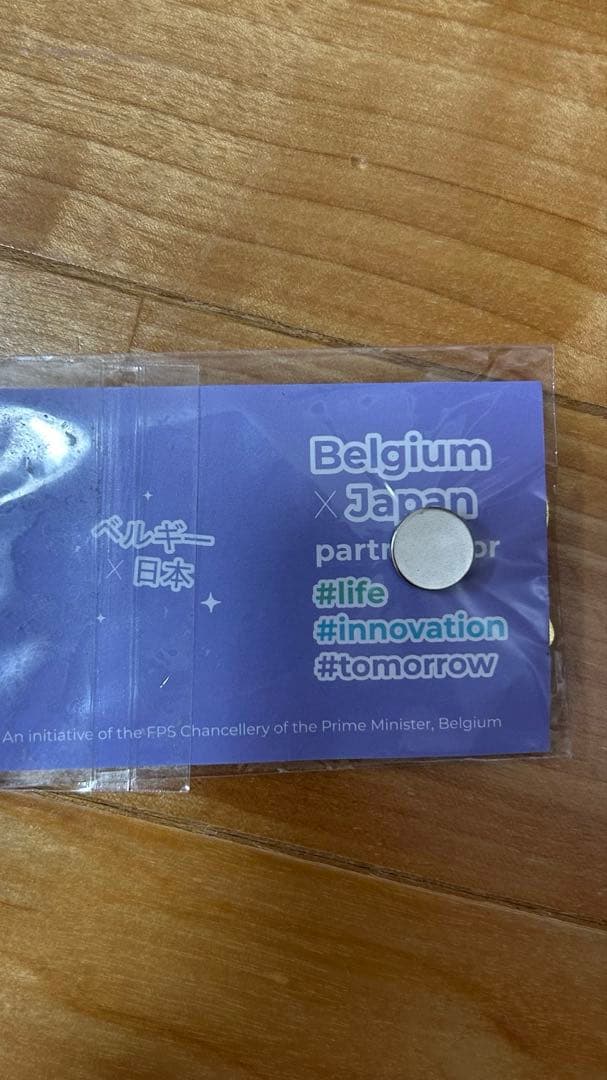 ベルギー
× 日本
Belgium
× Japan
#life
#innovation
#tomorrow
An initiative of the FPS Chancellery of the Prime Minister, Belgium